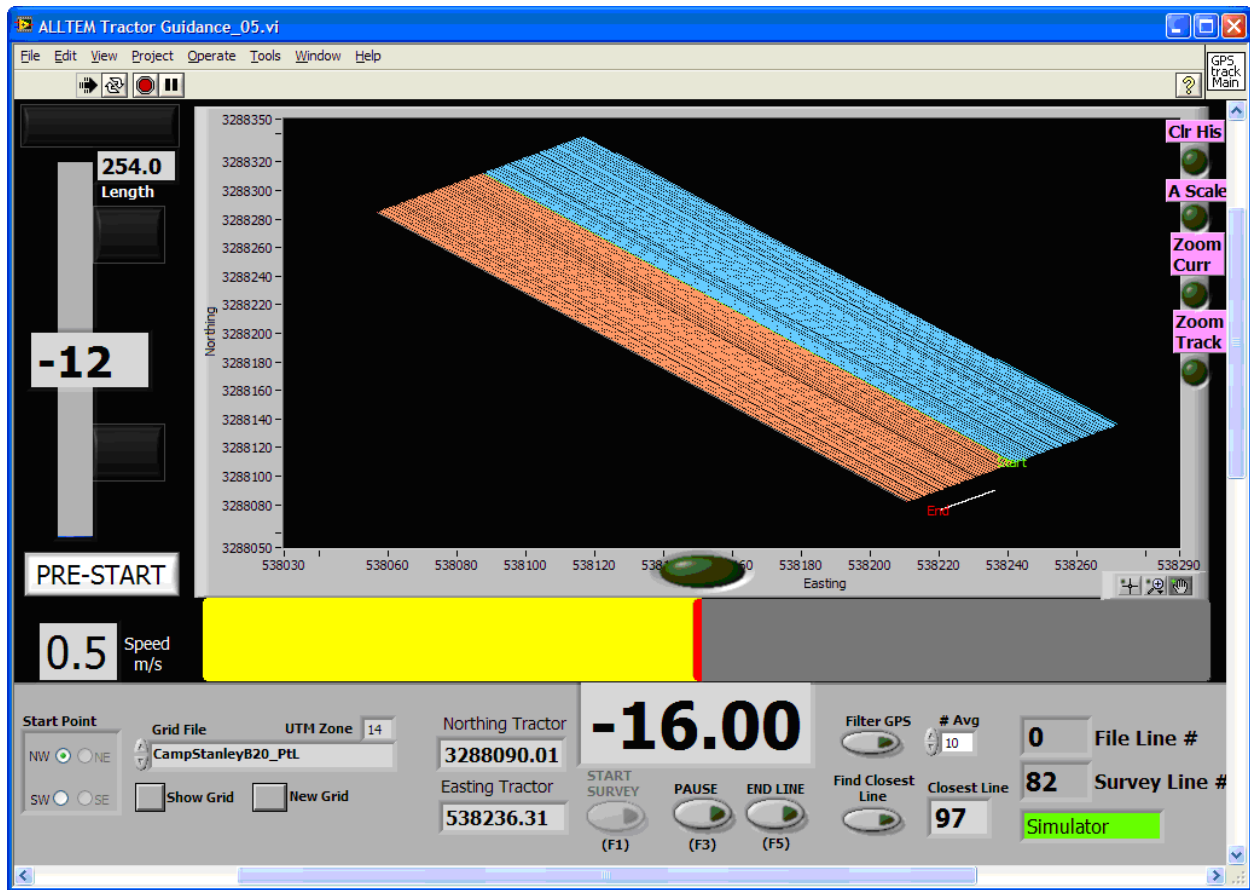 ALLTEM Tractor Guidance_05.vi
File Edit View Project Operate Tools Window Help
GPS
track
Main
254.0
Length
-12
PRE-START
0.5
Speed
m/s
3288350
3288320
3288300
3288280
3288260
3288240
3288220
3288200
3288180
3288160
3288140
3288120
3288100
3288080
3288050
Northing
Start
End
538030 538060 538080 538100 538120 538180 538200 538220 538240 538260 538290
Easting
Clr His
A Scale
Zoom
Curr
Zoom
Track
Start Point
NW NE
SW SE
Grid File
UTM Zone 14
CampStanleyB20_PtL
Show Grid New Grid
Northing Tractor
3288090.01
Easting Tractor
538236.31
-16.00
START
SURVEY
(F1)
PAUSE
(F3)
END LINE
(F5)
Filter GPS
# Avg
10
Find Closest
Line
Closest Line
97
0 File Line #
82 Survey Line #
Simulator